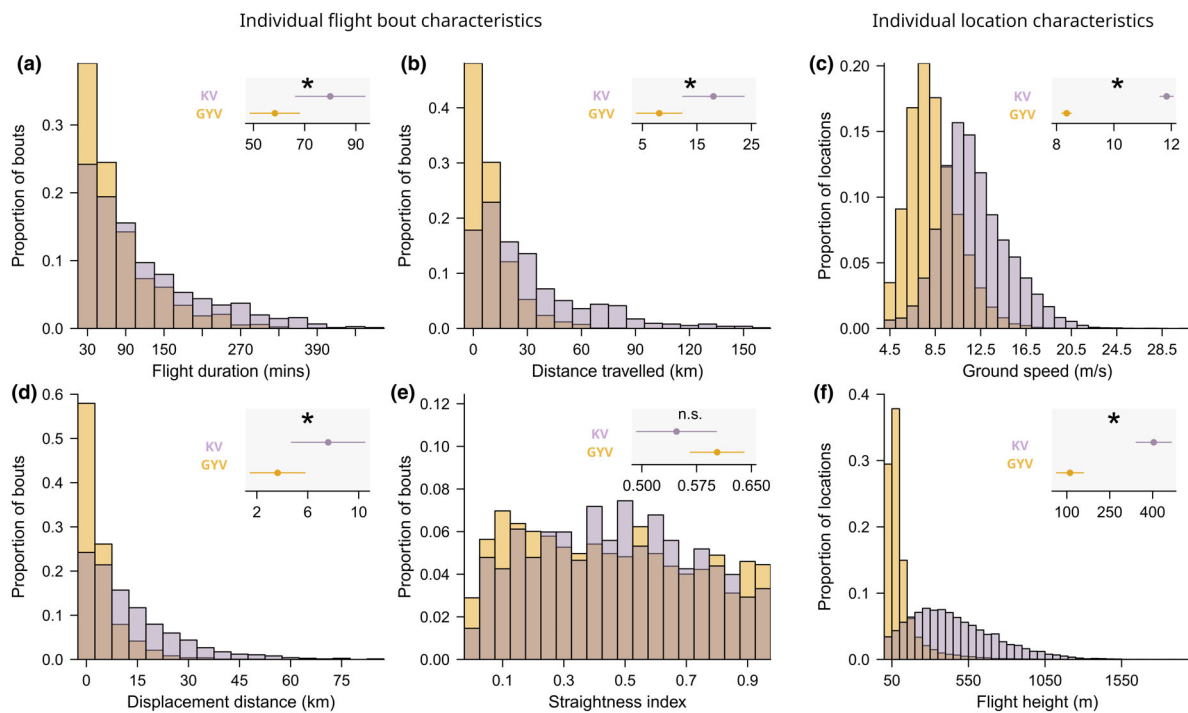 Individual flight bout characteristics
Individual location characteristics
(a)
Proportion of bouts
0.3
0.2
0.1
0.0
30 90 150 270 390
Flight duration (mins)
*
KV
GYV
50 70 90
(b)
Proportion of bouts
0.4
0.3
0.2
0.1
0.0
0 30 60 90 120 150
Distance travelled (km)
*
KV
GYV
5 15 25
(c)
Proportion of locations
0.20
0.15
0.10
0.05
0.00
4.5 8.5 12.5 16.5 20.5 24.5 28.5
Ground speed (m/s)
*
KV
GYV
8 10 12
(d)
Proportion of bouts
0.6
0.5
0.4
0.3
0.2
0.1
0.0
0 15 30 45 60 75
Displacement distance (km)
*
KV
GYV
2 6 10
(e)
Proportion of bouts
0.12
0.10
0.08
0.06
0.04
0.02
0.00
0.1 0.3 0.5 0.7 0.9
Straightness index
n.s.
KV
GYV
0.500 0.575 0.650
(f)
Proportion of locations
0.4
0.3
0.2
0.1
0.0
50 550 1050 1550
Flight height (m)
*
KV
GYV
100 250 400